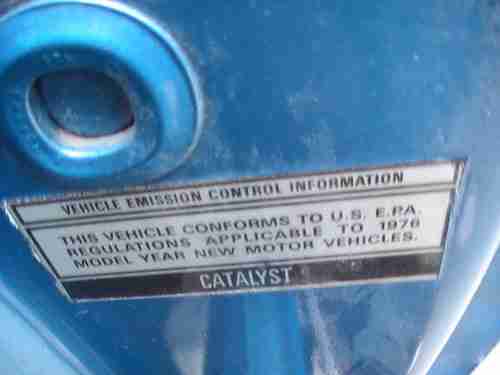 VEHICLE EMISSION CONTROL INFORMATION
THIS VEHICLE CONFORMS TO U.S. E.P.A.
REGULATIONS APPLICABLE TO 1976
MODEL YEAR NEW MOTOR VEHICLES.
CATALYST